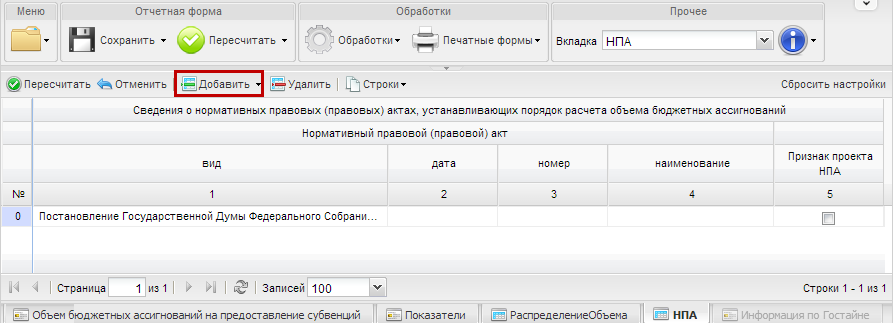 Меню Отчетная форма Обработки Прочее
Сохранить Пересчитать Обработки Печатные формы Вкладка НПА
Пересчитать Отменить Добавить Удалить Строки Сбросить настройки
Сведения о нормативных правовых (правовых) актах, устанавливающих порядок расчета объема бюджетных ассигнований
Нормативный правовой (правовой) акт
вид дата номер наименование Признак проекта
НПА
№ 1 2 3 4 5
0 Постановление Государственной Думы Федерального Собрани...
Страница 1 из 1 Записей 100 Строки 1 - 1 из 1
Объем бюджетных ассигнований на предоставление субвенций Показатели РаспределениеОбъема НПА Информация по Гостайне